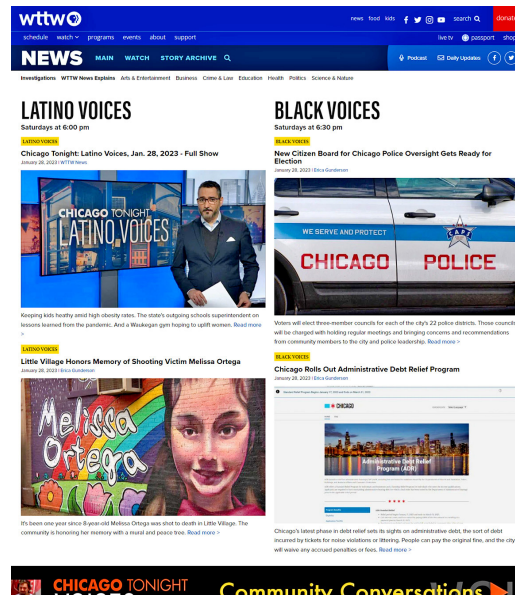 wttw
news food kids
search
donate
schedule watch programs events about support
live tv passport shop
NEWS MAIN WATCH STORY ARCHIVE
Podcast Daily Updates
Investigations WTTW News Explains Arts & Entertainment Business Crime & Law Education Health Politics Science & Nature
LATINO VOICES
Saturdays at 6:00 pm
LATINO VOICES
Chicago Tonight: Latino Voices, Jan. 28, 2023 - Full Show
January 28, 2023 | WTTW News
CHICAGO TONIGHT
LATINO VOICES
Keeping kids heathy amid high obesity rates. The state's outgoing schools superintendent on
lessons learned from the pandemic. And a Waukegan gym hoping to uplift women. Read more
>
LATINO VOICES
Little Village Honors Memory of Shooting Victim Melissa Ortega
January 28, 2023 | Erica Gunderson
Melissa
Ortega
It's been one year since 8-year-old Melissa Ortega was shot to death in Little Village. The
community is honoring her with a mural and peace tree. Read more >
BLACK VOICES
Saturdays at 6:30 pm
BLACK VOICES
New Citizen Board for Chicago Police Oversight Gets Ready for
Election
January 28, 2023 | Erica Gunderson
WE SERVE AND PROTECT
CAPS
CHICAGO POLICE
Voters will elect three-member councils for each of the city's 22 police districts. Those councils
will be charged with holding regular meetings and bringing concerns and recommendations
from community members to the city and police leadership. Read more >
BLACK VOICES
Chicago Rolls Out Administrative Debt Relief Program
January 28, 2023 | Erica Gunderson
CHICAGO
Administrative Debt Relief
Program (ADR)
Chicago's latest phase in debt relief sets its sights on administrative debt, the sort of debt
incurred by tickets for noise violations or littering. People can pay the original fine, and the city
will waive any accrued penalties or fees. Read more >
CHICAGO TONIGHT
Community Conversations